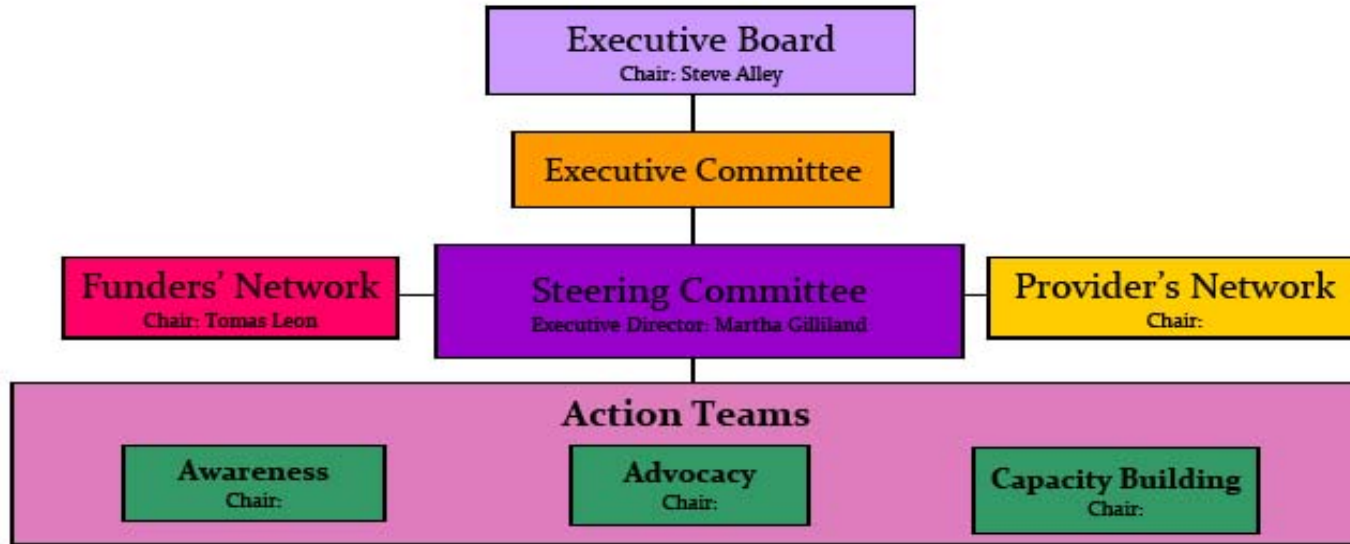 Executive Board
Chair: Steve Alley
Executive Committee
Funders' Network
Chair: Tomas Leon
Steering Committee
Executive Director: Martha Gilliland
Provider's Network
Chair:
Action Teams
Awareness
Chair:
Advocacy
Chair:
Capacity Building
Chair: